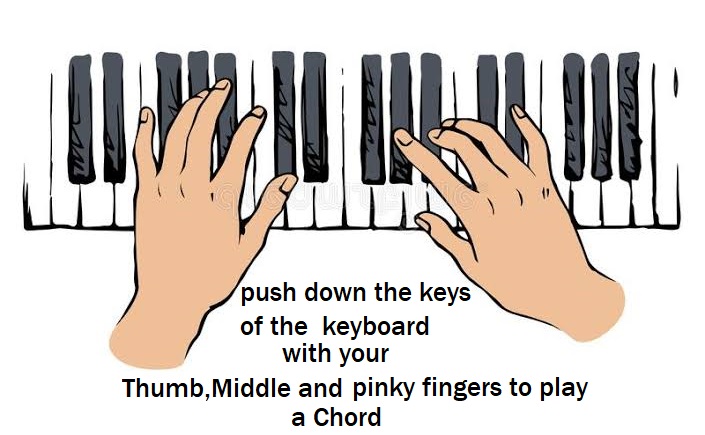 push down the keys
of the keyboard
with your
Thumb,Middle and pinky fingers to play
a Chord